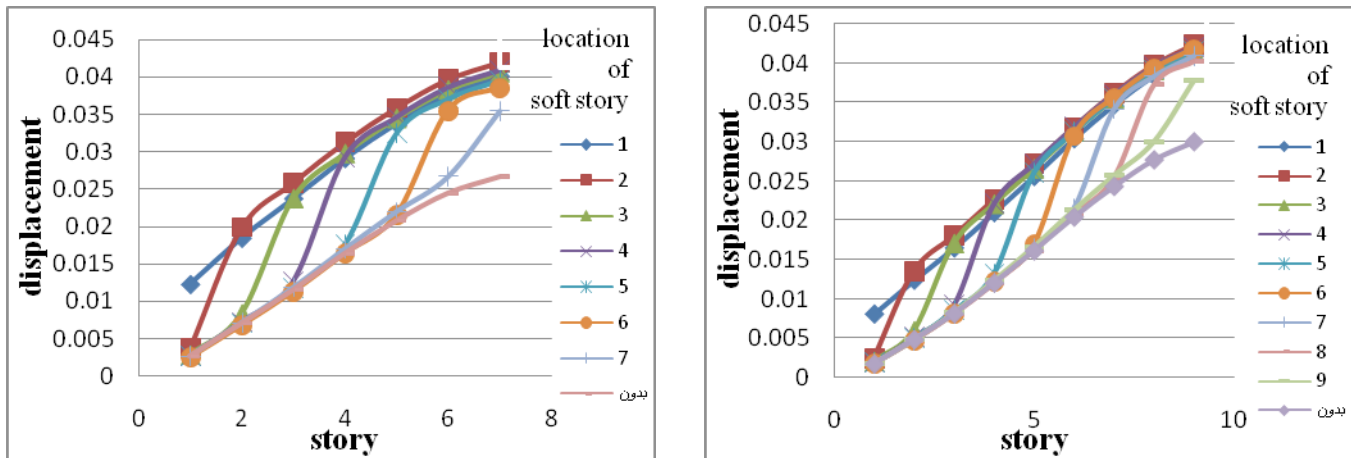 0.045
0.04
0.035
0.03
0.025
0.02
0.015
0.01
0.005
0
displacement
0 2 4 6 8
story
location
of
soft story
1
2
3
4
5
6
7
بدون
0.045
0.04
0.035
0.03
0.025
0.02
0.015
0.01
0.005
0
displacement
0 5 10
story
location
of
soft story
1
2
3
4
5
6
7
8
9
بدون